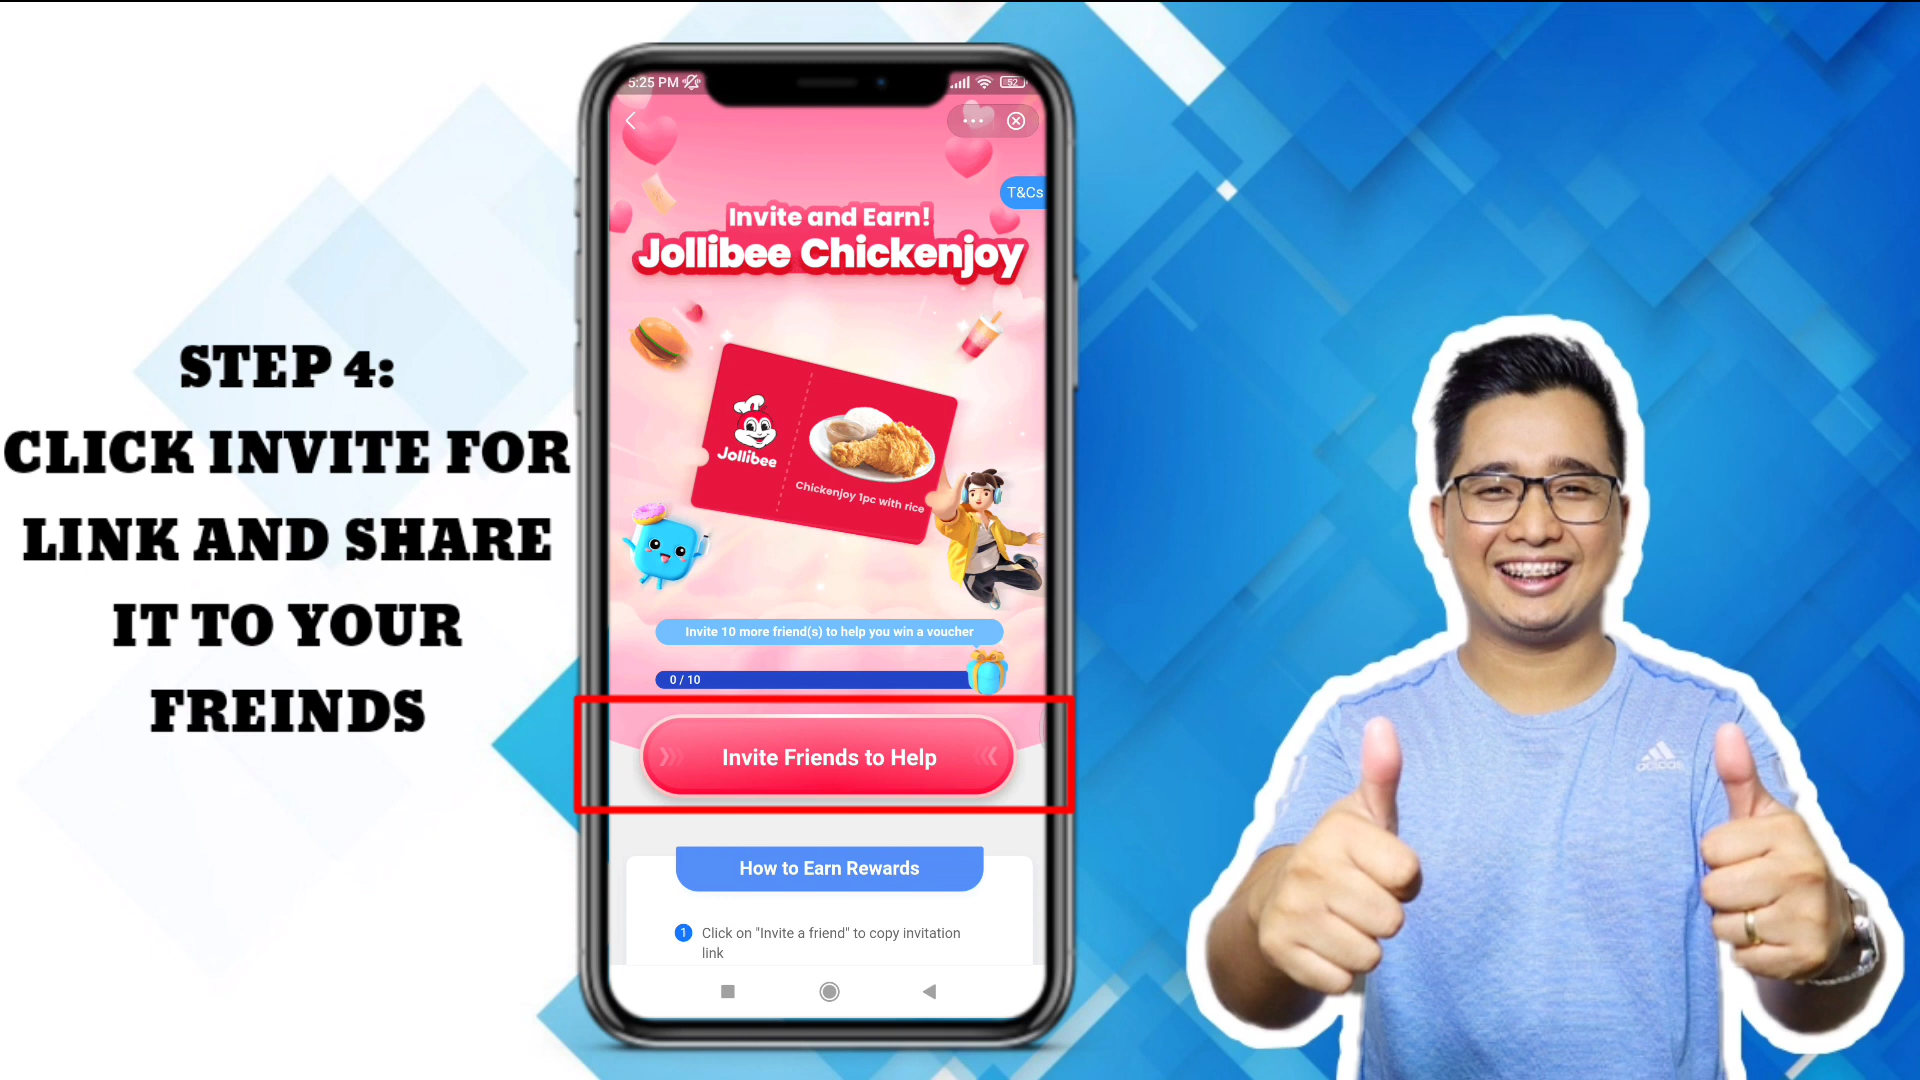 STEP 4:
CLICK INVITE FOR
LINK AND SHARE
IT TO YOUR
FREINDS
5:25 PM
52
T&Cs
Invite and Earn!
Jollibee Chickenjoy
Jollibee
Chickenjoy 1pc with rice
Invite 10 more friend(s) to help you win a voucher
0 / 10
Invite Friends to Help
How to Earn Rewards
1 Click on "Invite a friend" to copy invitation
link
adidas